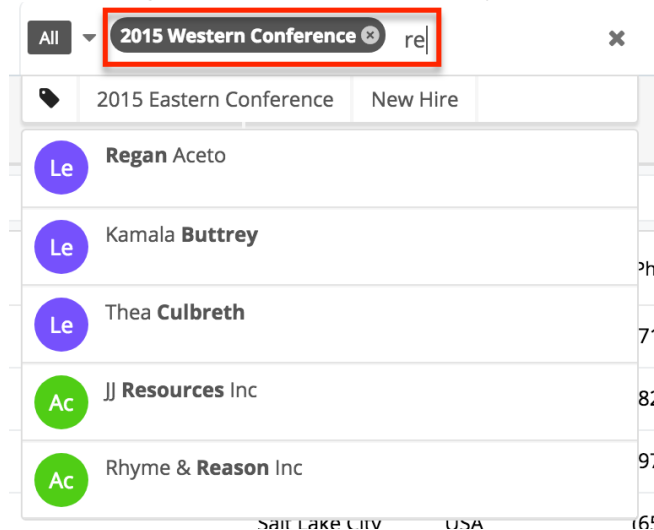 All 2015 Western Conference re
2015 Eastern Conference New Hire
Le Regan Aceto
Le Kamala Buttrey
Le Thea Culbreth
Ac JJ Resources Inc
Ac Rhyme & Reason Inc
Salt Lake City USA